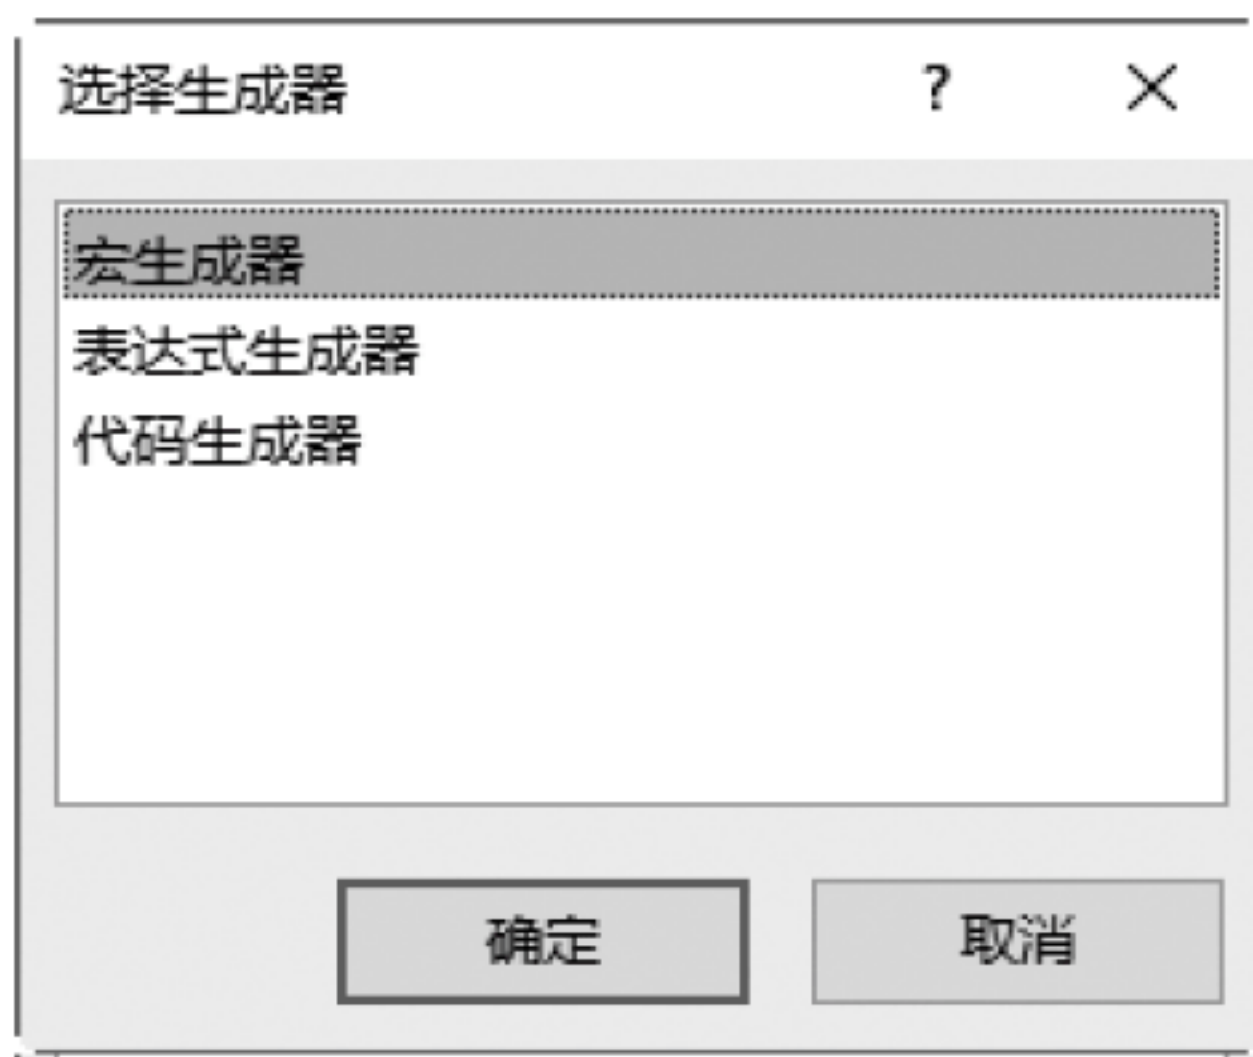 选择生成器 ?
宏生成器
表达式生成器
代码生成器
确定 取消